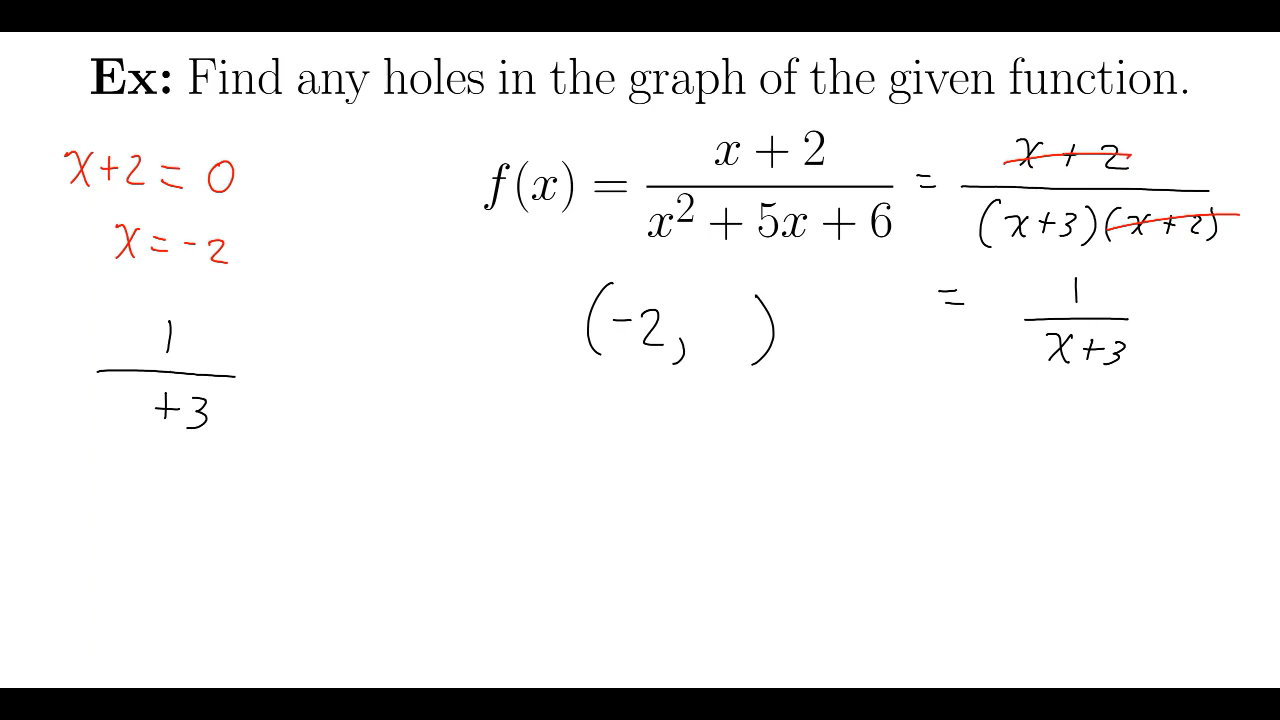 Ex: Find any holes in the graph of the given function.
x+2 = 0
x = -2
f(x) = (x + 2)/(x² + 5x + 6) = (x + 2)/((x+3)(x+2))
= 1/(x+3)
(-2,  )
1/(+3)